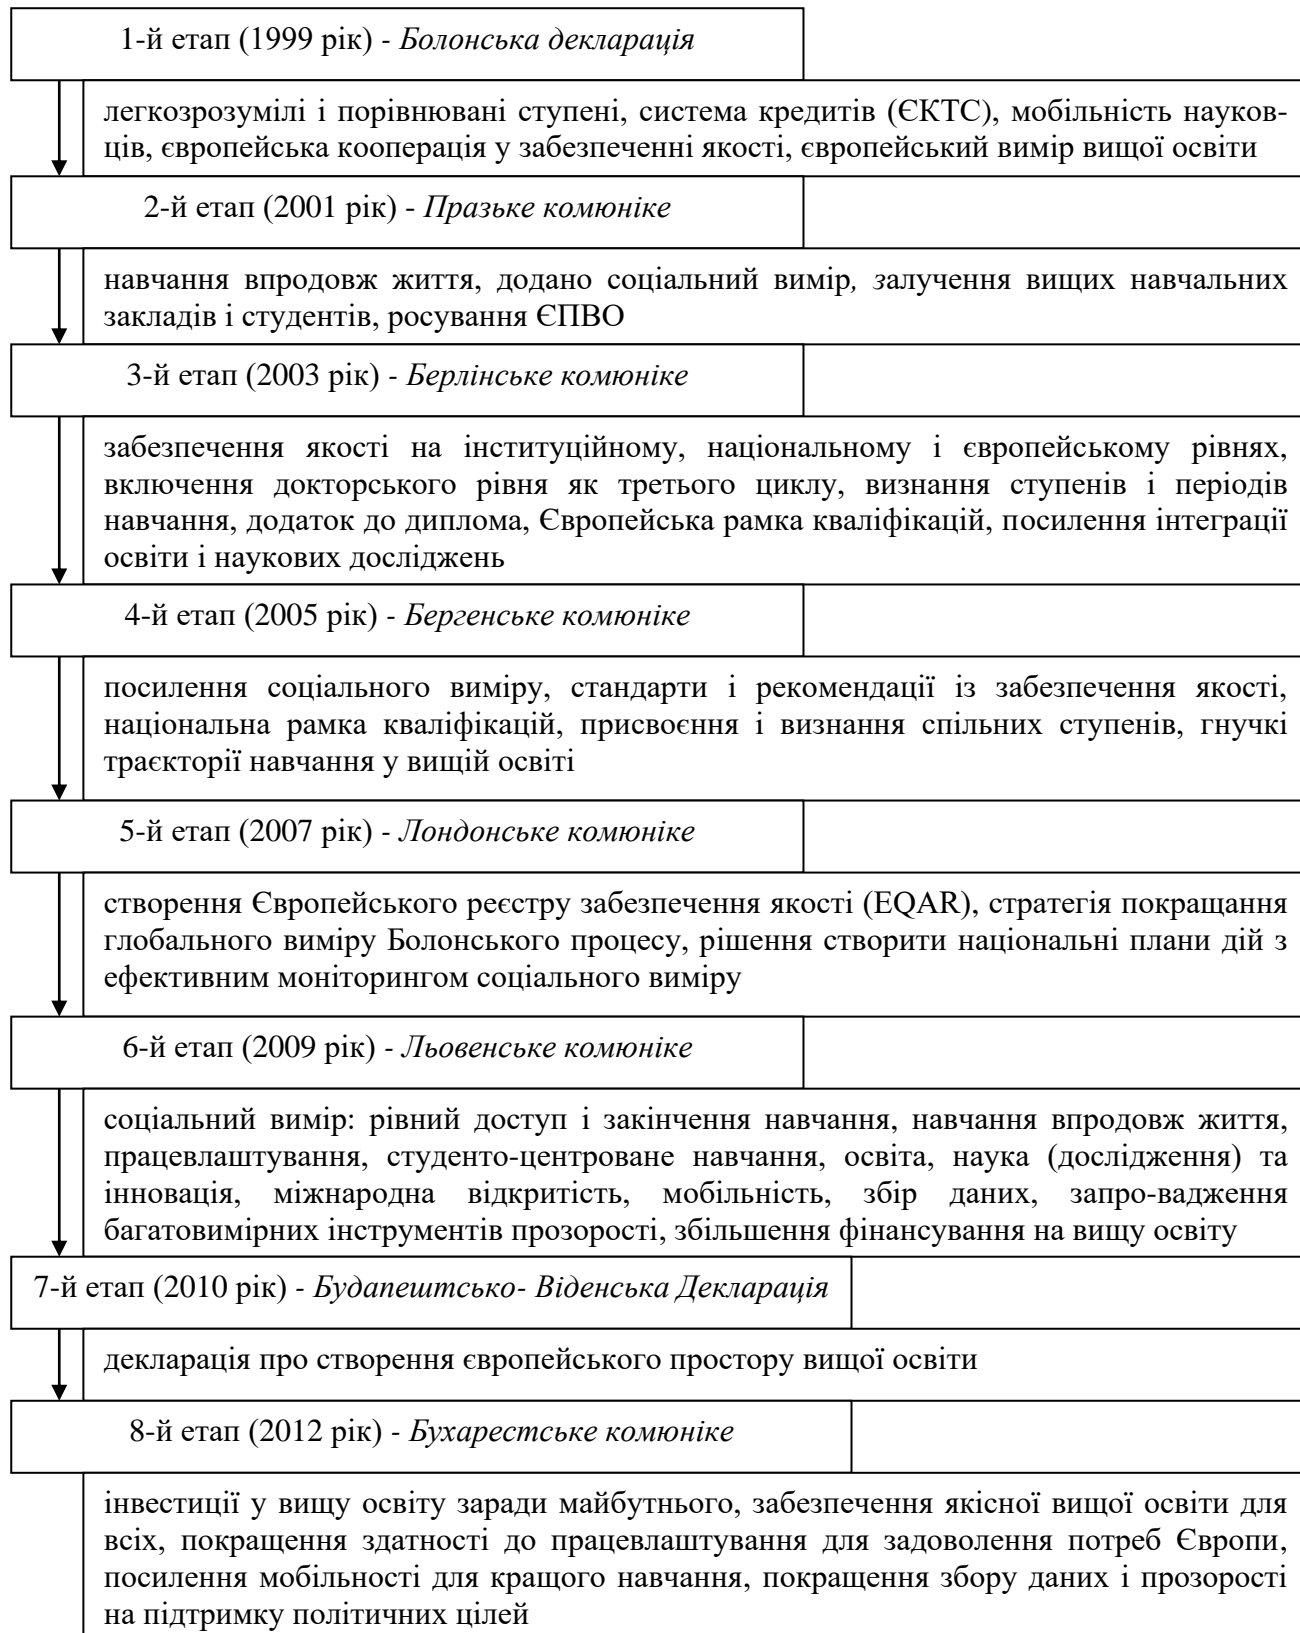 1-й етап (1999 рік) - Болонська декларація
легкозрозумілі і порівнювані ступені, система кредитів (ЄКТС), мобільність науков-
ців, європейська кооперація у забезпеченні якості, європейський вимір вищої освіти
2-й етап (2001 рік) - Празьке комюніке
навчання впродовж життя, додано соціальний вимір, залучення вищих навчальних
закладів і студентів, росування ЄПВО
3-й етап (2003 рік) - Берлінське комюніке
забезпечення якості на інституційному, національному і європейському рівнях,
включення докторського рівня як третього циклу, визнання ступенів і періодів
навчання, додаток до диплома, Європейська рамка кваліфікацій, посилення інтеграції
освіти і наукових досліджень
4-й етап (2005 рік) - Бергенське комюніке
посилення соціального виміру, стандарти і рекомендації із забезпечення якості,
національна рамка кваліфікацій, присвоєння і визнання спільних ступенів, гнучкі
траєкторії навчання у вищій освіті
5-й етап (2007 рік) - Лондонське комюніке
створення Європейського реєстру забезпечення якості (EQAR), стратегія покращання
глобального виміру Болонського процесу, рішення створити національні плани дій з
ефективним моніторингом соціального виміру
6-й етап (2009 рік) - Льовенське комюніке
соціальний вимір: рівний доступ і закінчення навчання, навчання впродовж життя,
працевлаштування, студенто-центроване навчання, освіта, наука (дослідження) та
інновація, міжнародна відкритість, мобільність, збір даних, запро-вадження
багатовимірних інструментів прозорості, збільшення фінансування на вищу освіту
7-й етап (2010 рік) - Будапештсько- Віденська Декларація
декларація про створення європейського простору вищої освіти
8-й етап (2012 рік) - Бухарестське комюніке
інвестиції у вищу освіту заради майбутнього, забезпечення якісної вищої освіти для
всіх, покращення здатності до працевлаштування для задоволення потреб Європи,
посилення мобільності для кращого навчання, покращення збору даних і прозорості
на підтримку політичних цілей